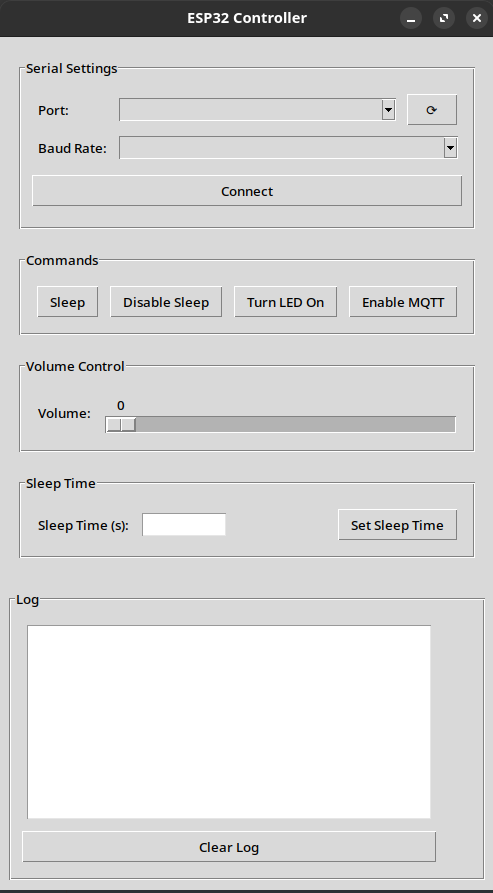 ESP32 Controller
Serial Settings
Port:
⟳
Baud Rate:
Connect
Commands
Sleep Disable Sleep Turn LED On Enable MQTT
Volume Control
0
Volume:
Sleep Time
Sleep Time (s): Set Sleep Time
Log
Clear Log